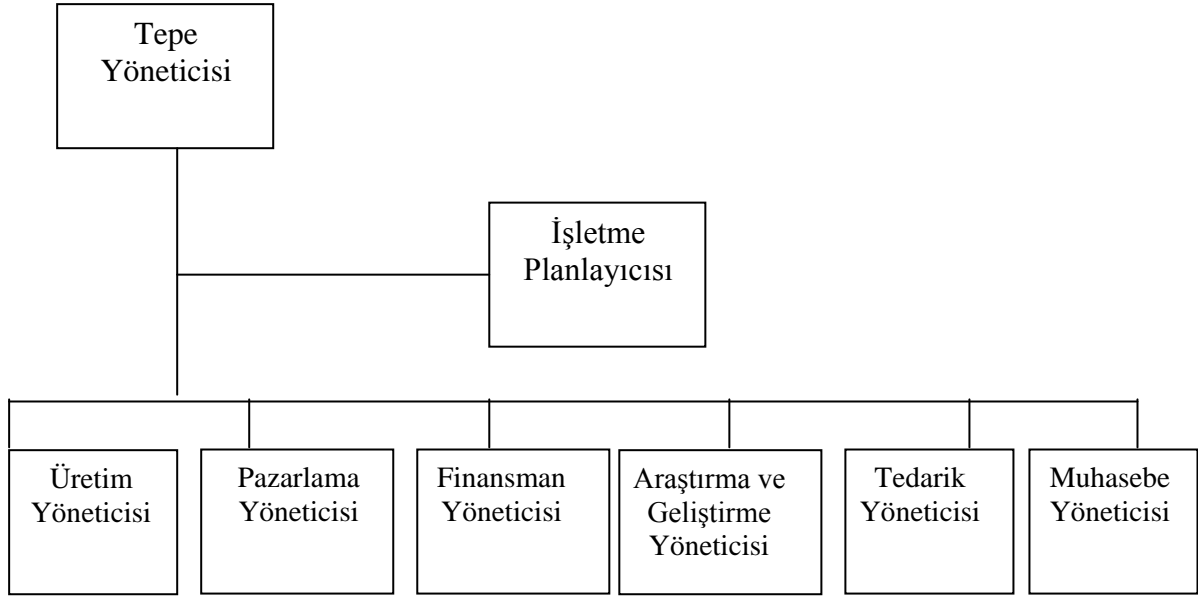 Tepe
Yöneticisi
İşletme
Planlayıcısı
Üretim
Yöneticisi
Pazarlama
Yöneticisi
Finansman
Yöneticisi
Araştırma ve
Geliştirme
Yöneticisi
Tedarik
Yöneticisi
Muhasebe
Yöneticisi